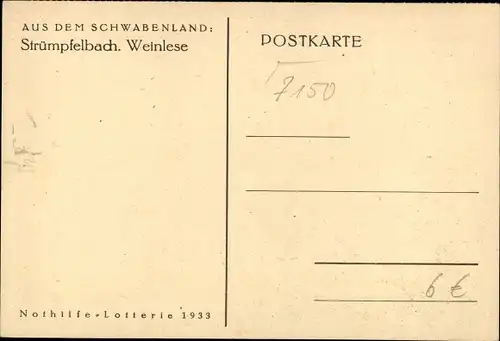 AUS DEM SCHWABENLAND:
Strümpfelbach. Weinlese
POSTKARTE
7150
6 €
Nothilfe-Lotterie 1933